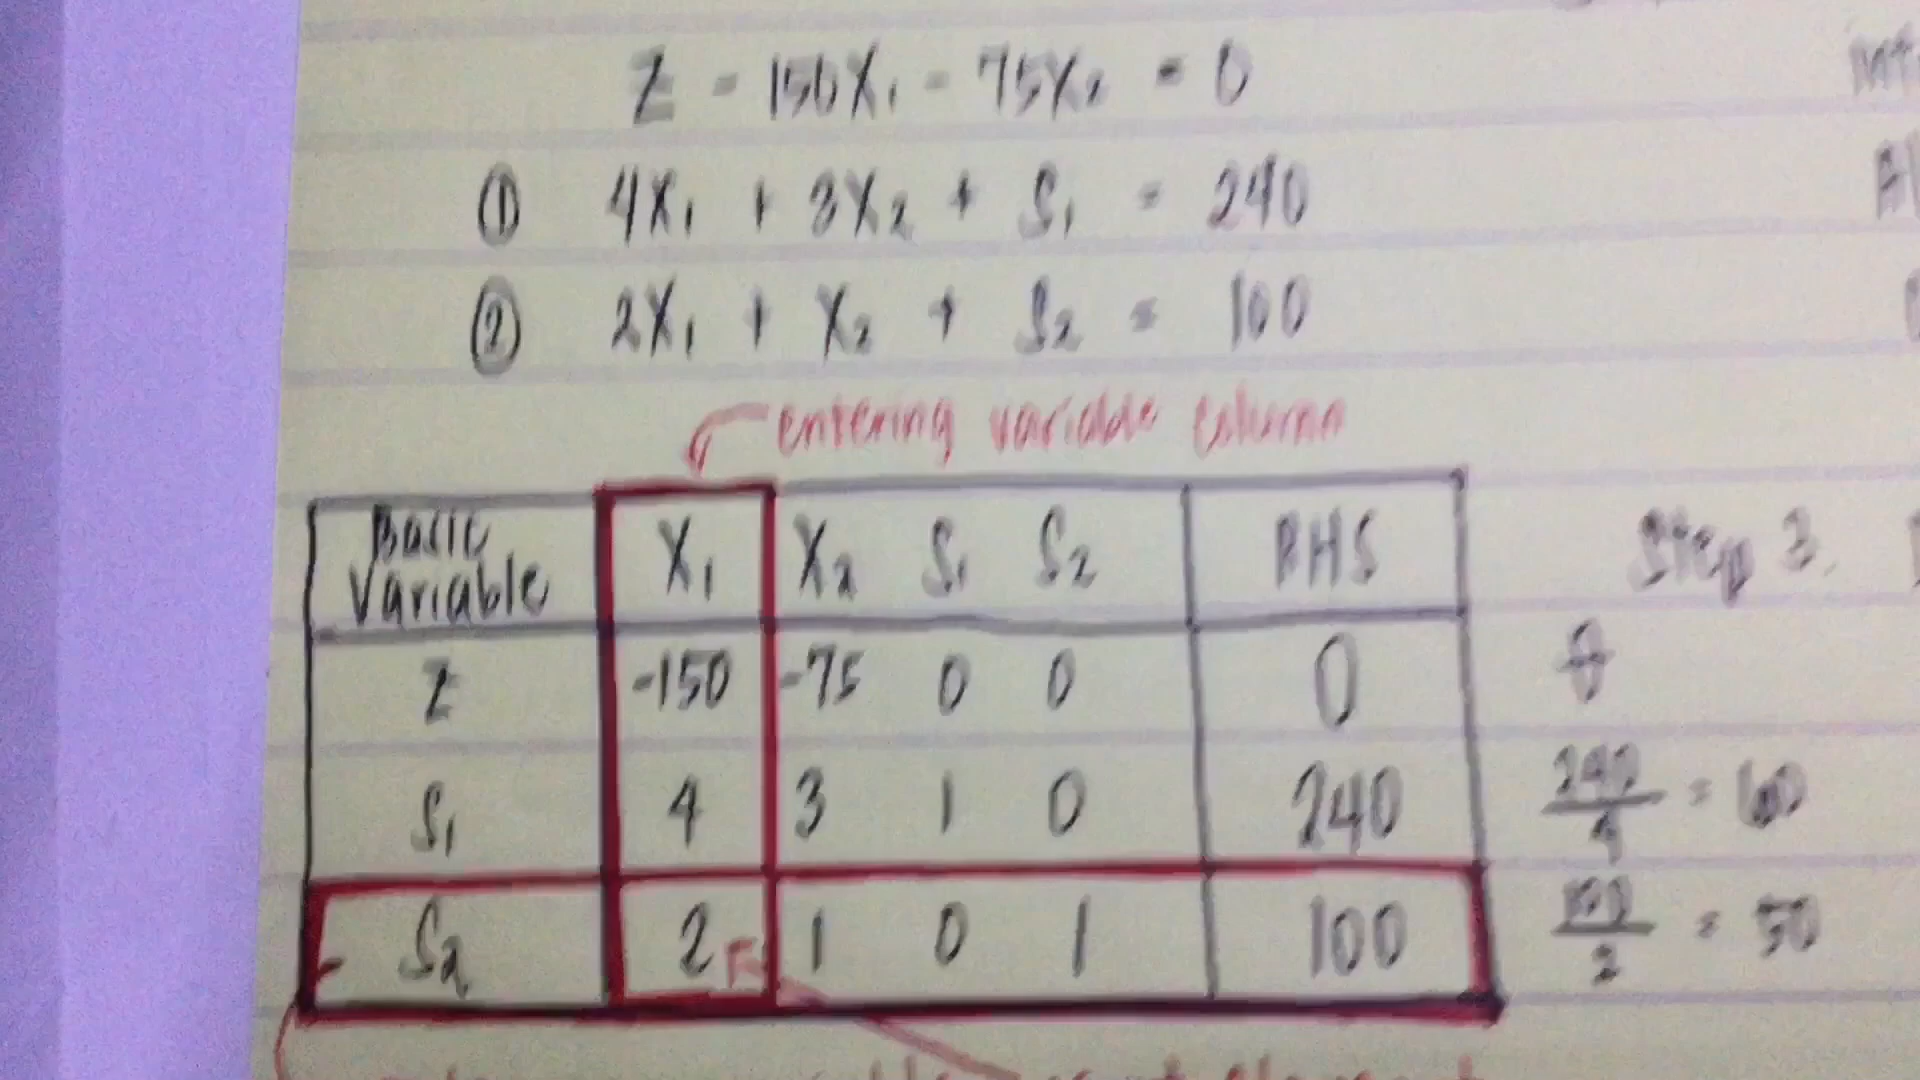 Z - 150X₁ - 75X₂ = 0
① 4X₁ + 3X₂ + S₁ = 240
② 2X₁ + X₂ + S₂ = 100
entering variable column
Basic Variable X₁ X₂ S₁ S₂ RHS
Step 3.
Z -150 -75 0 0 0
S₁ 4 3 1 0 240 240/4 = 60
S₂ 2 1 0 1 100 100/2 = 50